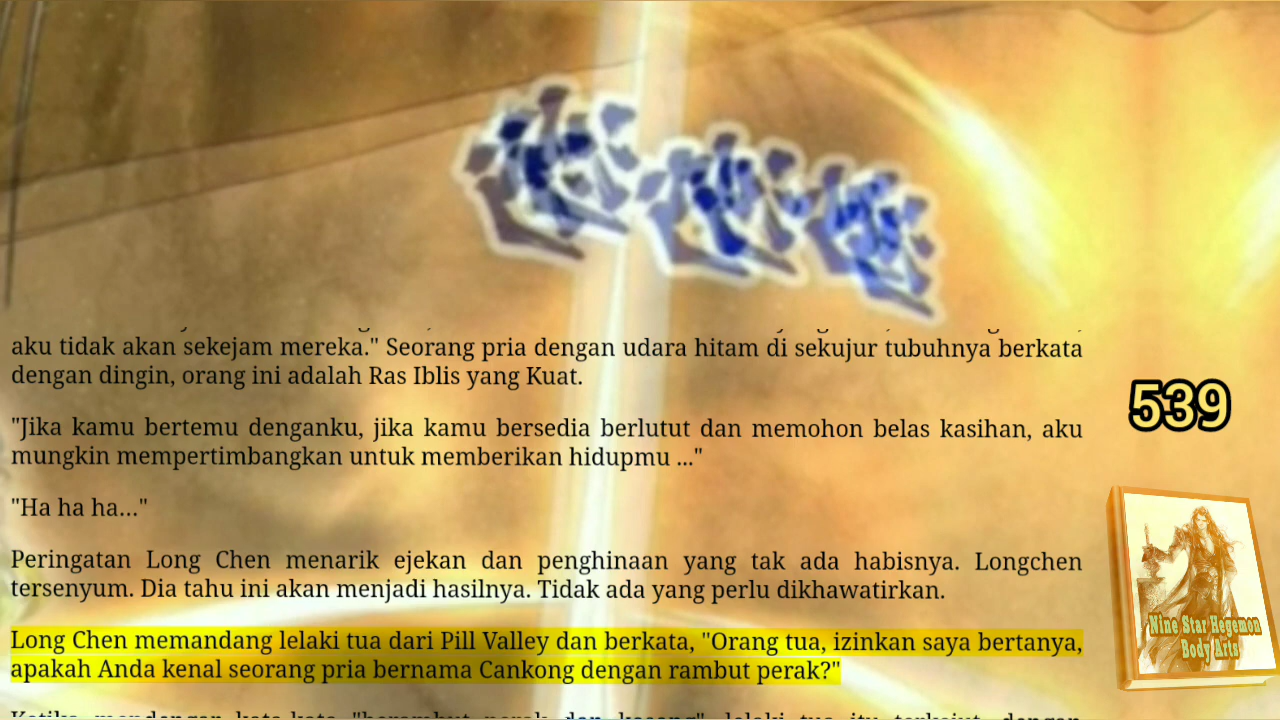 aku tidak akan sekejam mereka." Seorang pria dengan udara hitam di sekujur tubuhnya berkata
dengan dingin, orang ini adalah Ras Iblis yang Kuat.
"Jika kamu bertemu denganku, jika kamu bersedia berlutut dan memohon belas kasihan, aku
mungkin mempertimbangkan untuk memberikan hidupmu ..."
"Ha ha ha..."
Peringatan Long Chen menarik ejekan dan penghinaan yang tak ada habisnya. Longchen
tersenyum. Dia tahu ini akan menjadi hasilnya. Tidak ada yang perlu dikhawatirkan.
Long Chen memandang lelaki tua dari Pill Valley dan berkata, "Orang tua, izinkan saya bertanya,
apakah Anda kenal seorang pria bernama Cankong dengan rambut perak?"
539
Nine Star Hegemon
Body Arts